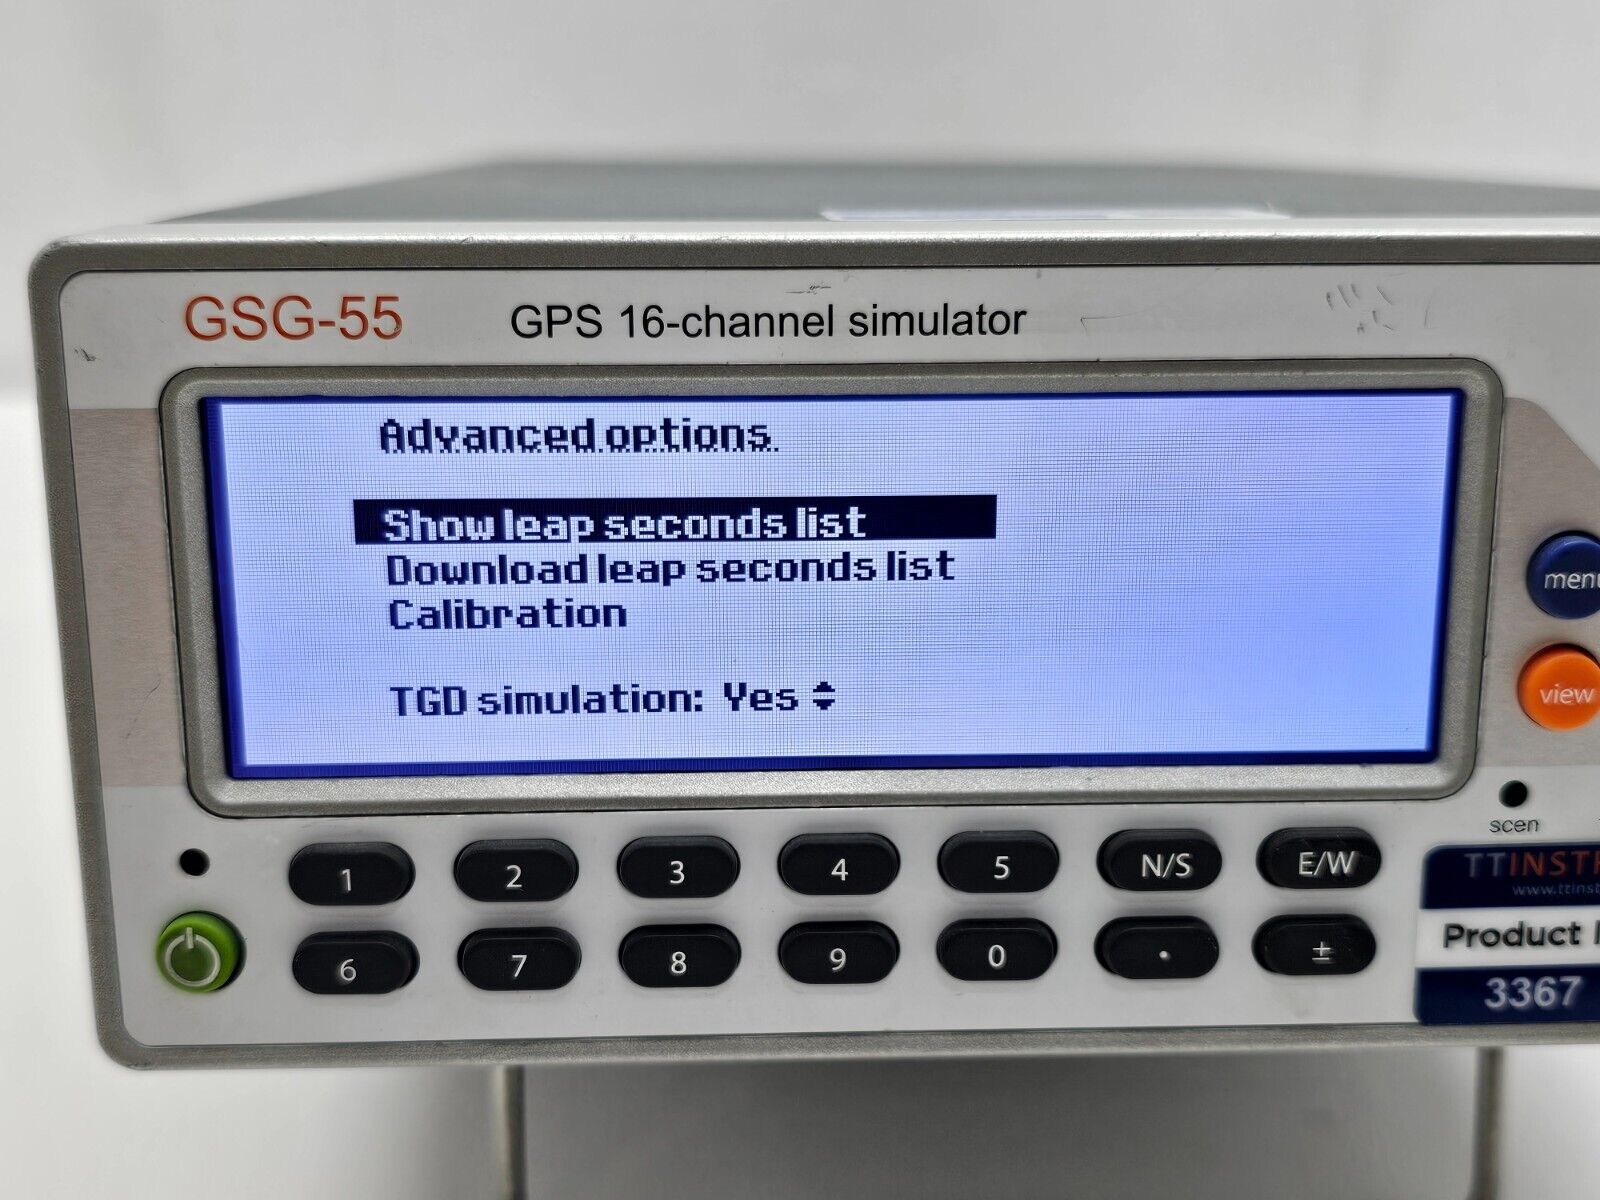 GSG-55 GPS 16-channel simulator
Advanced options
Show leap seconds list
Download leap seconds list
Calibration
TGD simulation: Yes
view
scen
1 2 3 4 5 N/S E/W
6 7 8 9 0 . ±
Product
3367